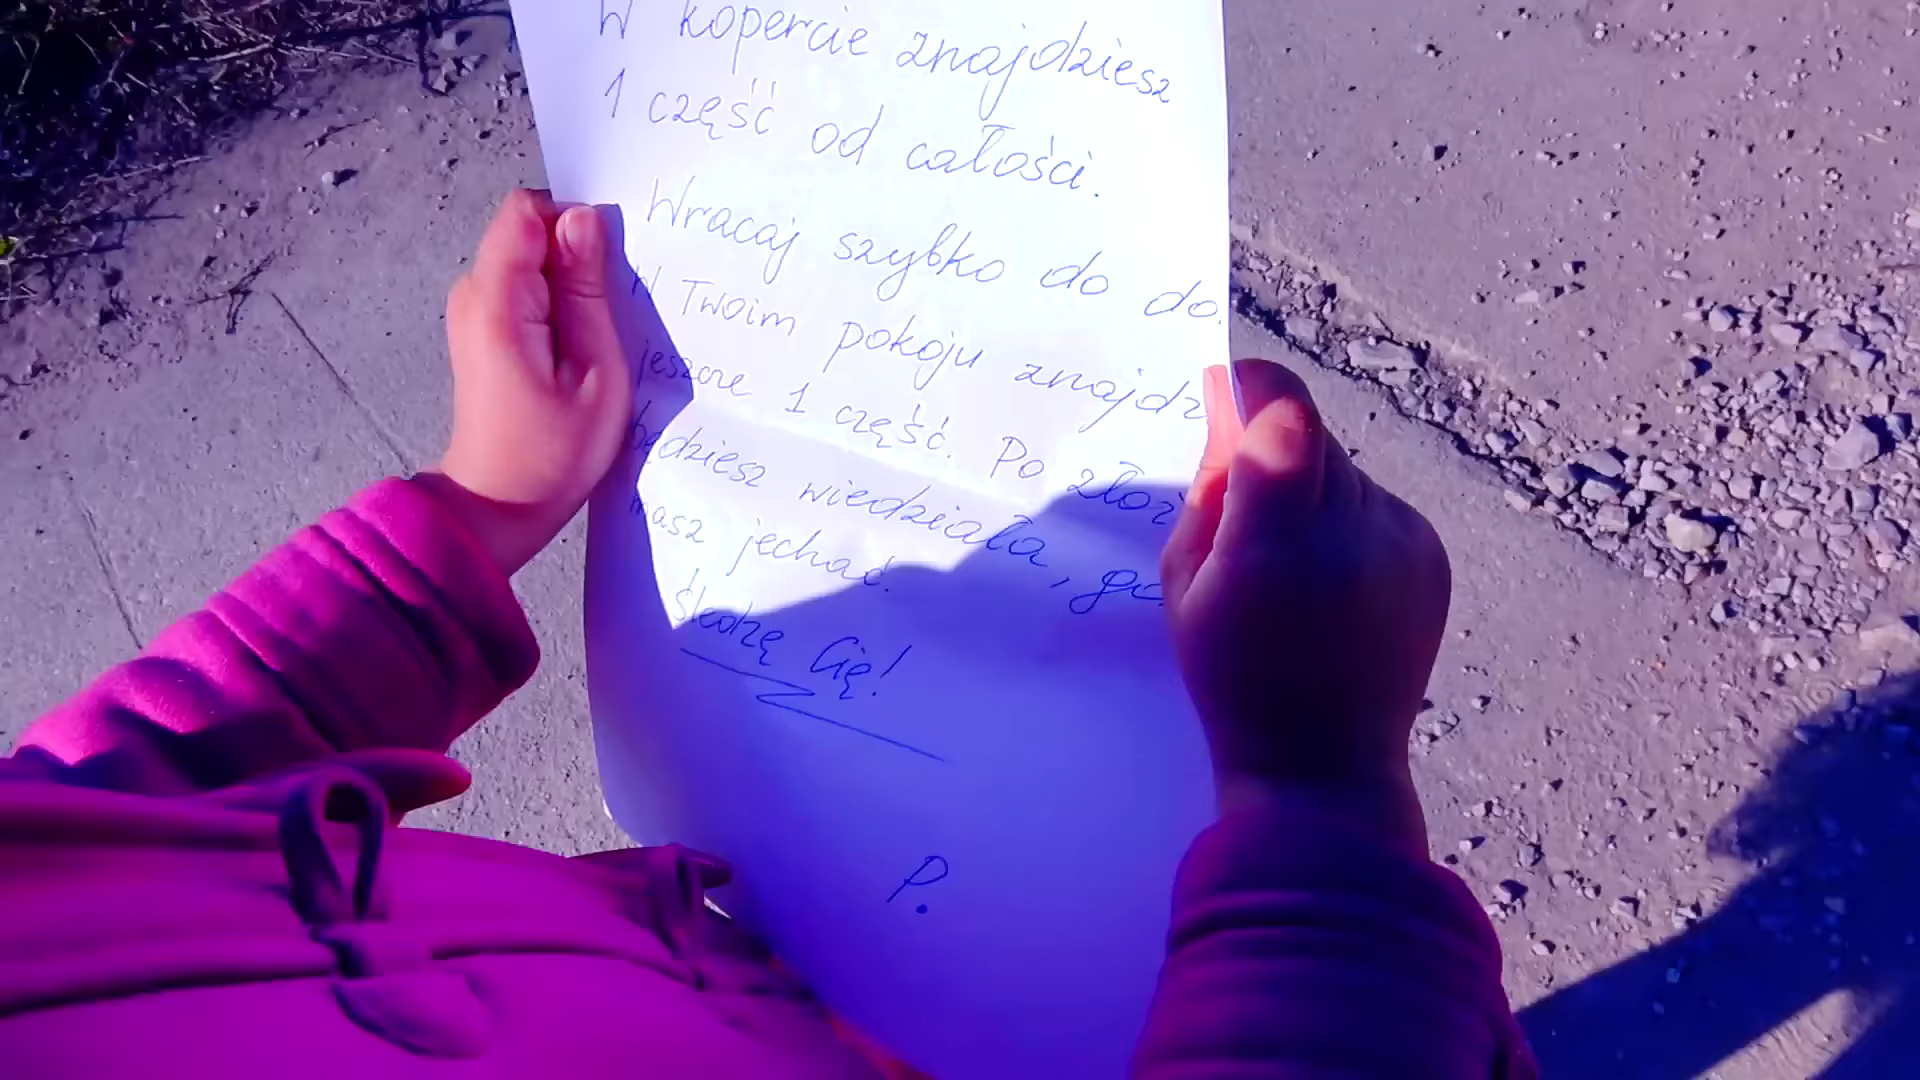 W kopercie znajdziesz
1 część od całości.
Wracaj szybko do do
W Twoim pokoju znajdz
jeszcze 1 część. Po złoż
będziesz wiedziała, gd
masz jechać.
Śledzę Cię!
P.